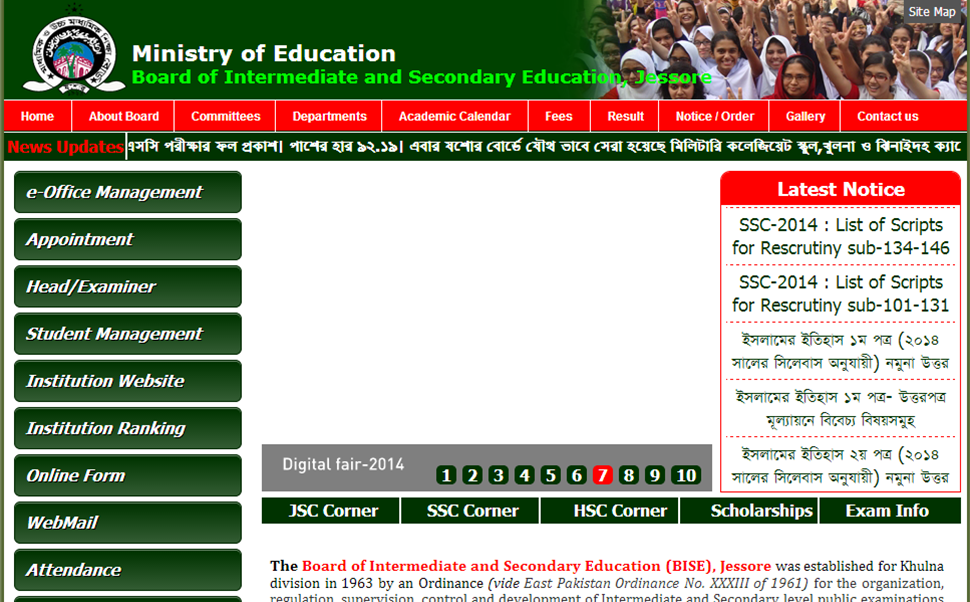 Site Map
Ministry of Education
Board of Intermediate and Secondary Education, Jessore
Home About Board Committees Departments Academic Calendar Fees Result Notice / Order Gallery Contact us
News Updates এসসি পরীক্ষার ফল প্রকাশ। পাশের হার ৯২.১৯। এবার যশোর বোর্ডে যৌথ ভাবে সেরা হয়েছে মিলিটারি কলেজিয়েট স্কুল,খুলনা ও ঝিনাইদহ ক্যাে
e-Office Management
Appointment
Head/Examiner
Student Management
Institution Website
Institution Ranking
Online Form
WebMail
Attendance
Digital fair-2014
1 2 3 4 5 6 7 8 9 10
Latest Notice
SSC-2014 : List of Scripts
for Rescrutiny sub-134-146
SSC-2014 : List of Scripts
for Rescrutiny sub-101-131
ইসলামের ইতিহাস ১ম পত্র (২০১৪
সালের সিলেবাস অনুযায়ী) নমুনা উত্তর
ইসলামের ইতিহাস ১ম পত্র- উত্তরপত্র
মূল্যায়নে বিবেচ্য বিষয়সমুহ
ইসলামের ইতিহাস ২য় পত্র (২০১৪
সালের সিলেবাস অনুযায়ী) নমুনা উত্তর
JSC Corner SSC Corner HSC Corner Scholarships Exam Info
The Board of Intermediate and Secondary Education (BISE), Jessore was established for Khulna
division in 1963 by an Ordinance (vide East Pakistan Ordinance No. XXXIII of 1961) for the organization,
regulation, supervision, control and development of Intermediate and Secondary level public examinations